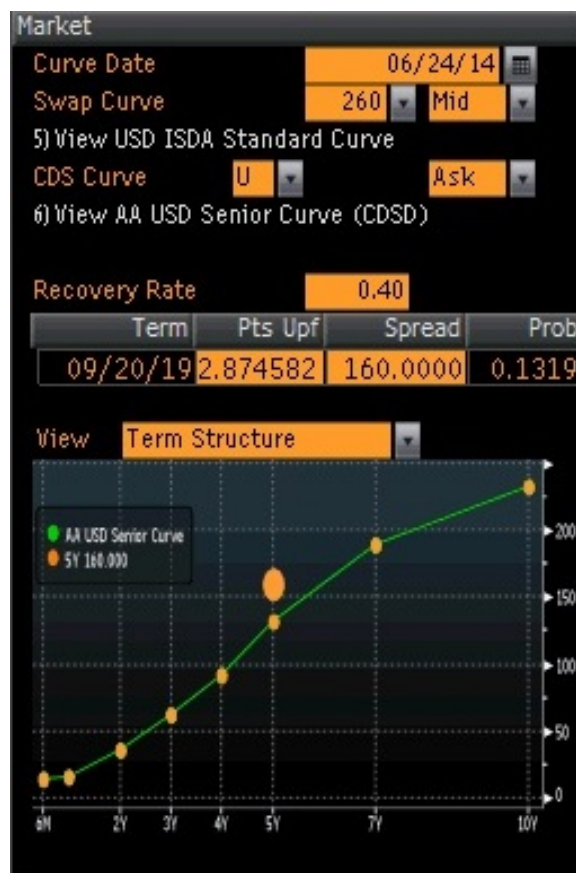 Market
Curve Date 06/24/14
Swap Curve 260 Mid
5) View USD ISDA Standard Curve
CDS Curve U Ask
6) View AA USD Senior Curve (CDSD)
Recovery Rate 0.40
Term Pts Upf Spread Prob
09/20/19 2.874582 160.0000 0.1319
View Term Structure
AA USD Senior Curve
5Y 160.000
200
150
100
50
0
6M 2Y 3Y 4Y 5Y 7Y 10Y